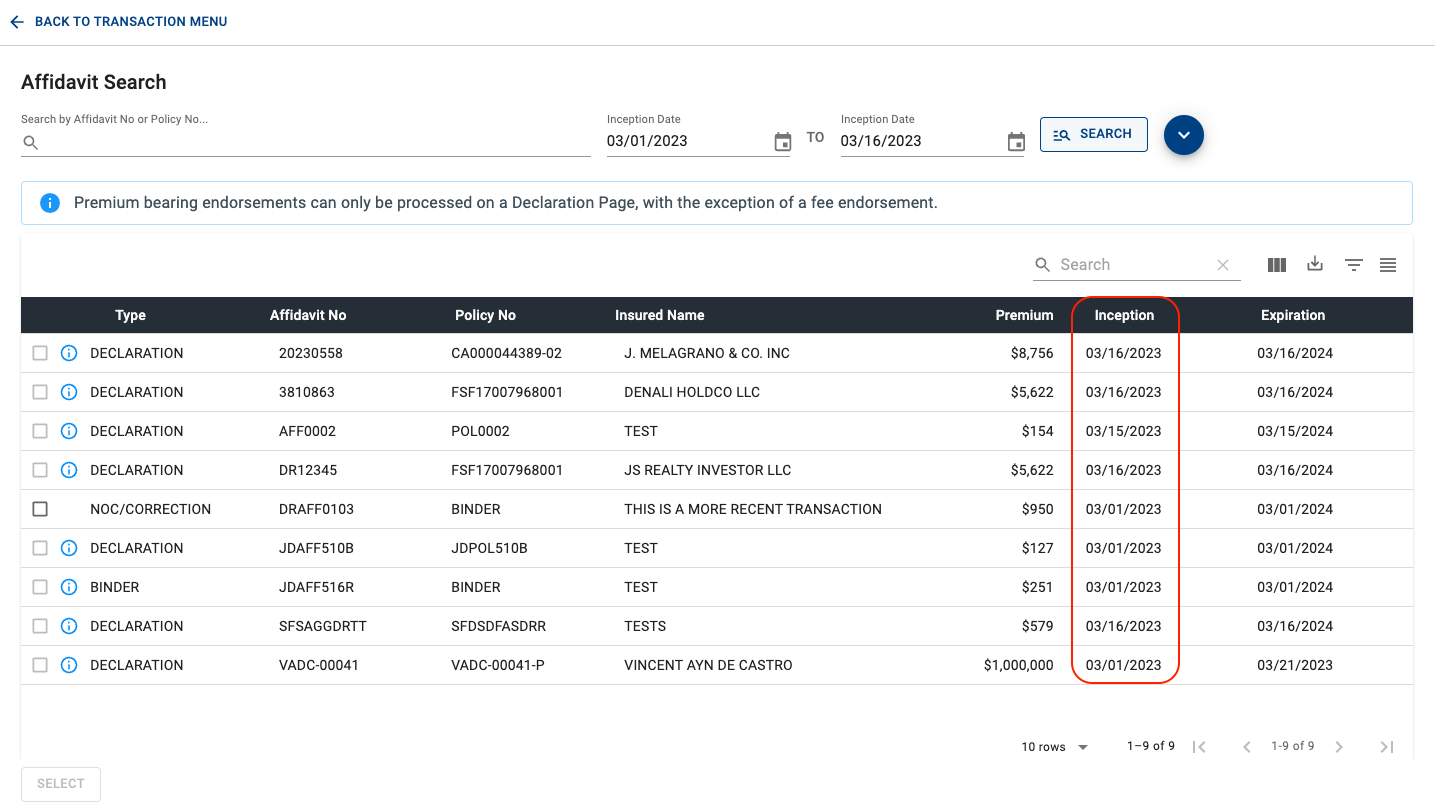 BACK TO TRANSACTION MENU
Affidavit Search
Search by Affidavit No or Policy No...
Inception Date
03/01/2023
TO
Inception Date
03/16/2023
SEARCH
Premium bearing endorsements can only be processed on a Declaration Page, with the exception of a fee endorsement.
Search
Type Affidavit No Policy No Insured Name Premium Inception Expiration
DECLARATION 20230558 CA000044389-02 J. MELAGRANO & CO. INC $8,756 03/16/2023 03/16/2024
DECLARATION 3810863 FSF17007968001 DENALI HOLDCO LLC $5,622 03/16/2023 03/16/2024
DECLARATION AFF0002 POL0002 TEST $154 03/15/2023 03/15/2024
DECLARATION DR12345 FSF17007968001 JS REALTY INVESTOR LLC $5,622 03/16/2023 03/16/2024
NOC/CORRECTION DRAFF0103 BINDER THIS IS A MORE RECENT TRANSACTION $950 03/01/2023 03/01/2024
DECLARATION JDAFF510B JDPOL510B TEST $127 03/01/2023 03/01/2024
BINDER JDAFF516R BINDER TEST $251 03/01/2023 03/01/2024
DECLARATION SFSAGGDRTT SFDSDFASDRR TESTS $579 03/16/2023 03/16/2024
DECLARATION VADC-00041 VADC-00041-P VINCENT AYN DE CASTRO $1,000,000 03/01/2023 03/21/2023
10 rows 1–9 of 9 1-9 of 9
SELECT